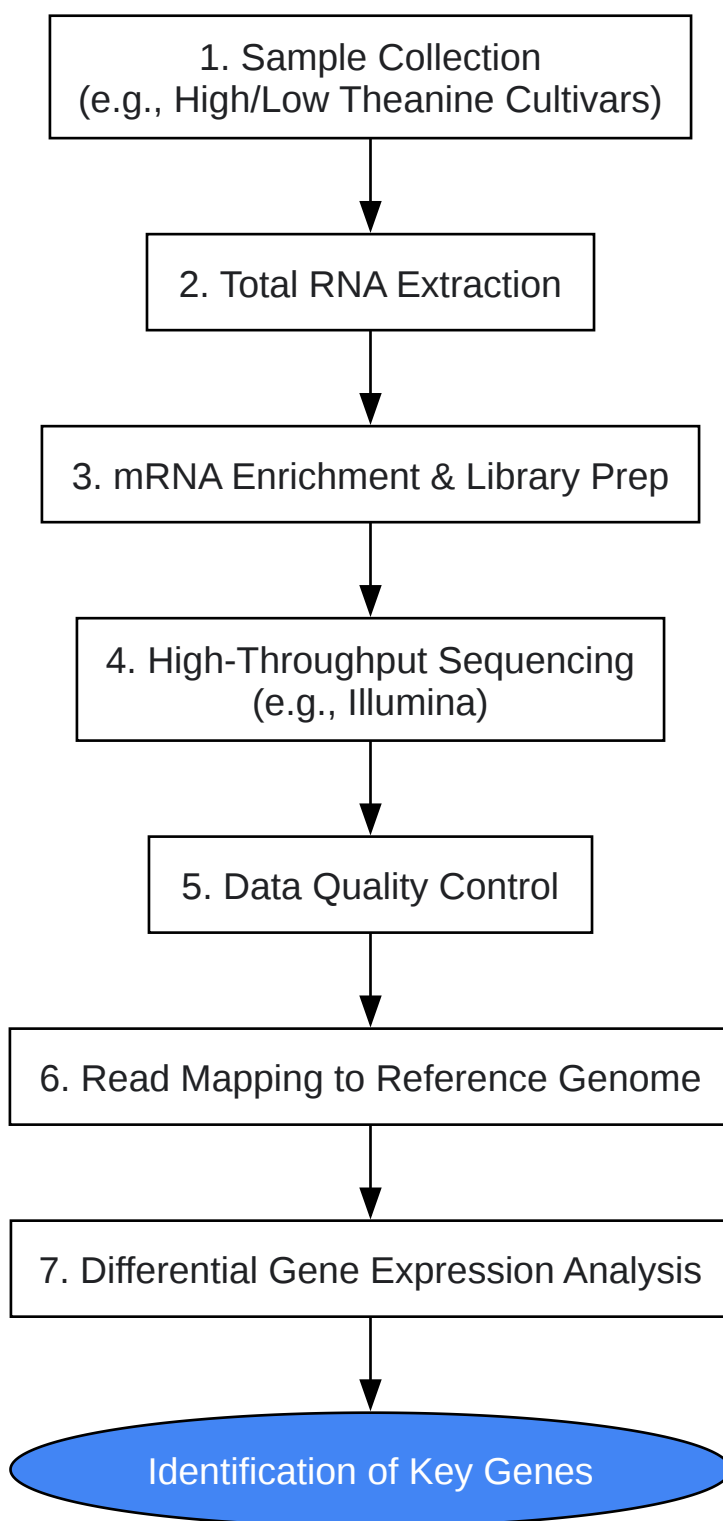 1. Sample Collection
(e.g., High/Low Theanine Cultivars)
2. Total RNA Extraction
3. mRNA Enrichment & Library Prep
4. High-Throughput Sequencing
(e.g., Illumina)
5. Data Quality Control
6. Read Mapping to Reference Genome
7. Differential Gene Expression Analysis
Identification of Key Genes